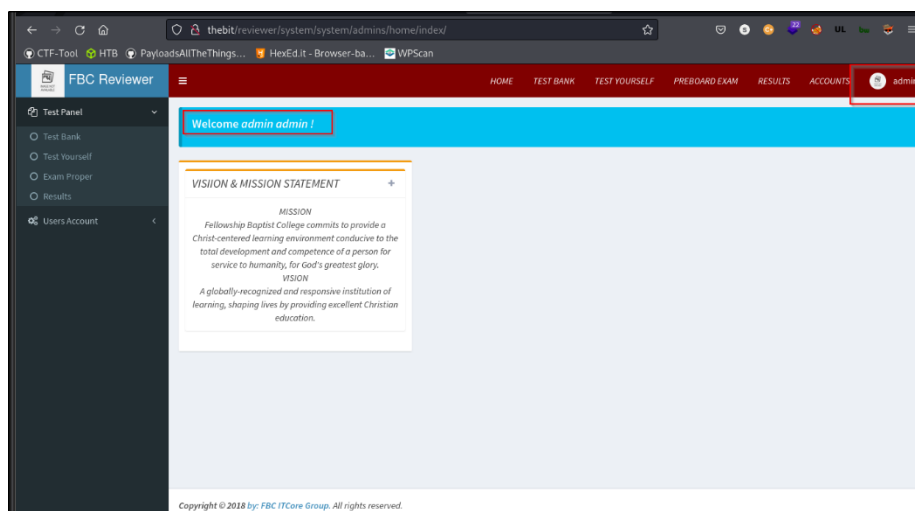 thebit/reviewer/system/system/admins/home/index/
22
UL
CTF-Tool HTB PayloadsAllTheThings... HexEd.it - Browser-ba... WPScan
FBC Reviewer
HOME TEST BANK TEST YOURSELF PREBOARD EXAM RESULTS ACCOUNTS admin
Test Panel
Test Bank
Test Yourself
Exam Proper
Results
Users Account
Welcome admin admin !
VISIION & MISSION STATEMENT
MISSION
Fellowship Baptist College commits to provide a
Christ-centered learning environment conducive to the
total development and competence of a person for
service to humanity, for God's greatest glory.
VISION
A globally-recognized and responsive institution of
learning, shaping lives by providing excellent Christian
education.
Copyright © 2018 by: FBC ITCore Group. All rights reserved.